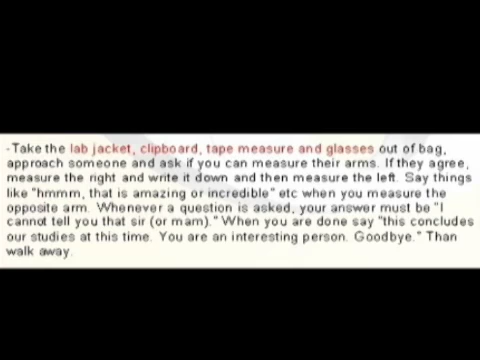 -Take the lab jacket, clipboard, tape measure and glasses out of bag,
approach someone and ask if you can measure their arms. If they agree,
measure the right and write it down and then measure the left. Say things
like "hmmm, that is amazing or incredible" etc when you measure the
opposite arm. Whenever a question is asked, your answer must be "I
cannot tell you that sir (or mam)." When you are done say "this concludes
our studies at this time. You are an interesting person. Goodbye." Than
walk away.